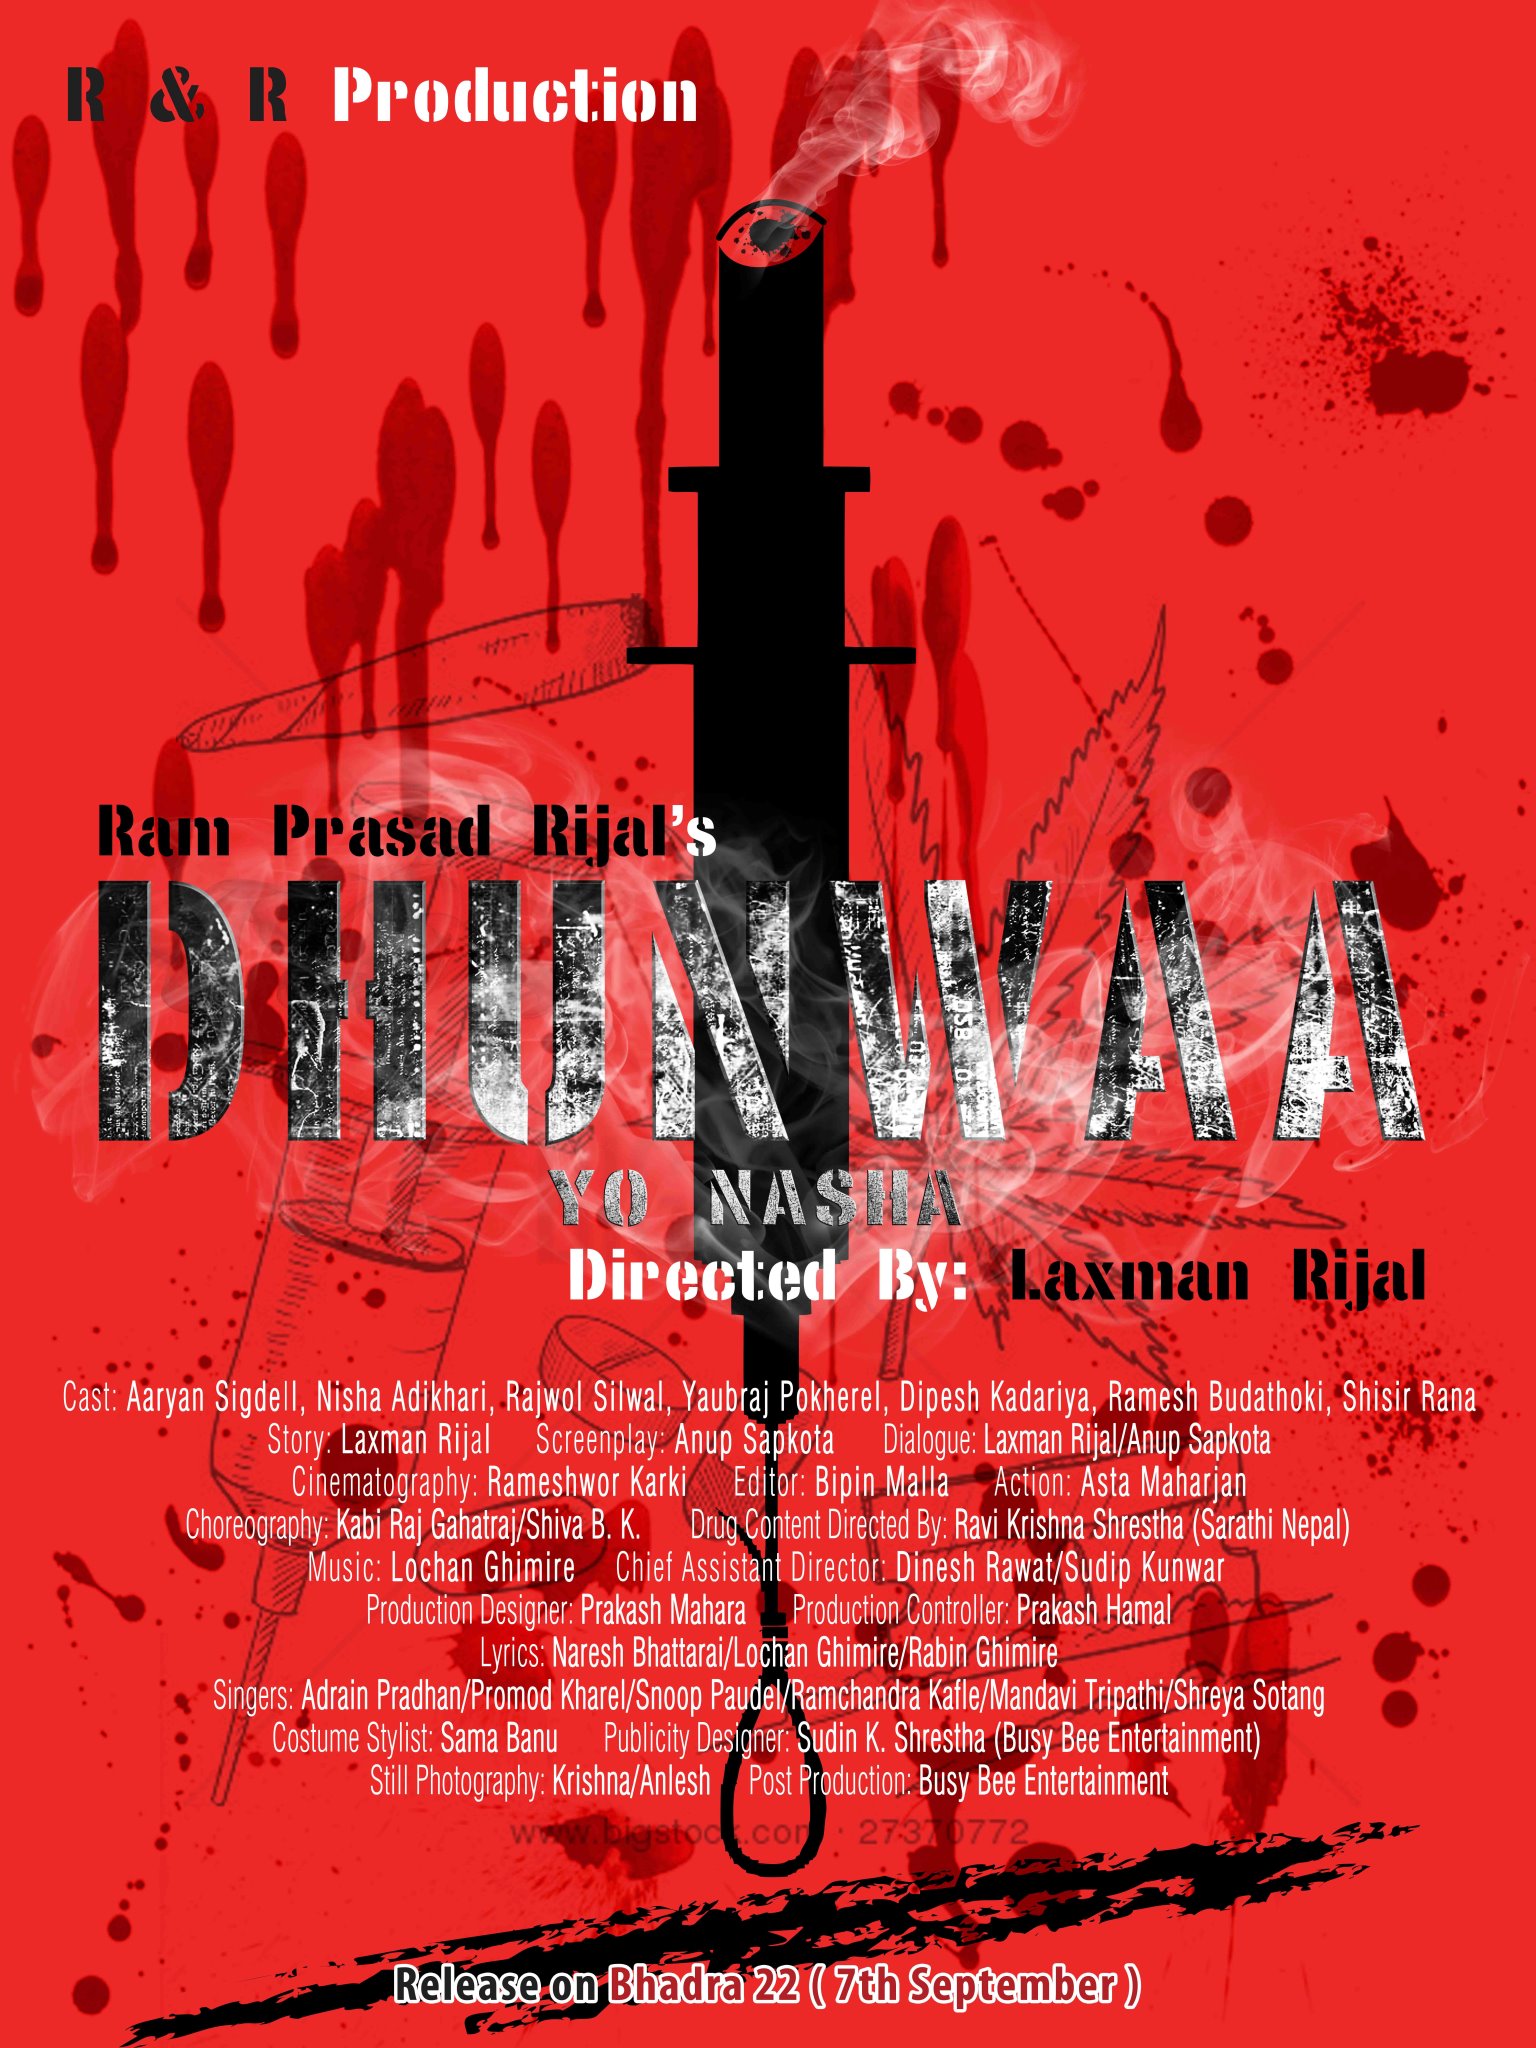 R & R Production
Ram Prasad Rijal's
DHUNWAA
YO NASHA
Directed By: Laxman Rijal
Cast: Aaryan Sigdell, Nisha Adikhari, Rajwol Silwal, Yaubraj Pokherel, Dipesh Kadariya, Ramesh Budathoki, Shisir Rana
Story: Laxman Rijal Screenplay: Anup Sapkota Dialogue: Laxman Rijal/Anup Sapkota
Cinematography: Rameshwor Karki Editor: Bipin Malla Action: Asta Maharjan
Choreography: Kabi Raj Gahatraj/Shiva B. K. Drug Content Directed By: Ravi Krishna Shrestha (Sarathi Nepal)
Music: Lochan Ghimire Chief Assistant Director: Dinesh Rawat/Sudip Kunwar
Production Designer: Prakash Mahara Production Controller: Prakash Hamal
Lyrics: Naresh Bhattarai/Lochan Ghimire/Rabin Ghimire
Singers: Adrain Pradhan/Promod Kharel/Snoop Paudel/Ramchandra Kafle/Mandavi Tripathi/Shreya Sotang
Costume Stylist: Sama Banu Publicity Designer: Sudin K. Shrestha (Busy Bee Entertainment)
Still Photography: Krishna/Anlesh Post Production: Busy Bee Entertainment
www.bigstock.com · 27370772
Release on Bhadra 22 ( 7th September )